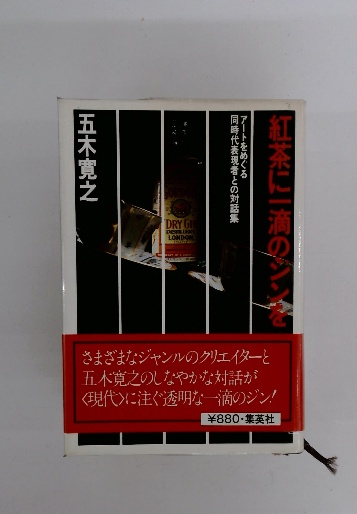 紅茶に一滴のジンを
アートをめぐる
同時代表現者との対話集
五木寛之
DRY GIN
LONDON
さまざまなジャンルのクリエイターと
五木寛之のしなやかな対話が
〈現代〉に注ぐ透明な一滴のジン!
¥880・集英社